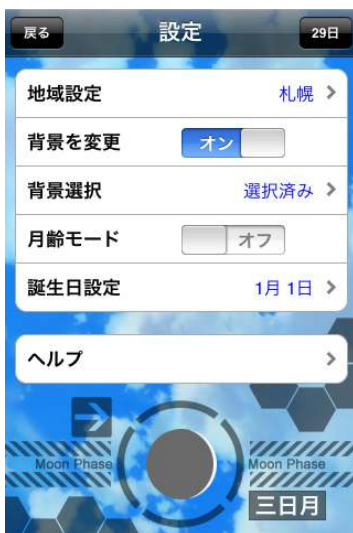 戻る 設定 29日
地域設定 札幌
背景を変更 オン
背景選択 選択済み
月齢モード オフ
誕生日設定 1月 1日
ヘルプ
Moon Phase Moon Phase
三日月